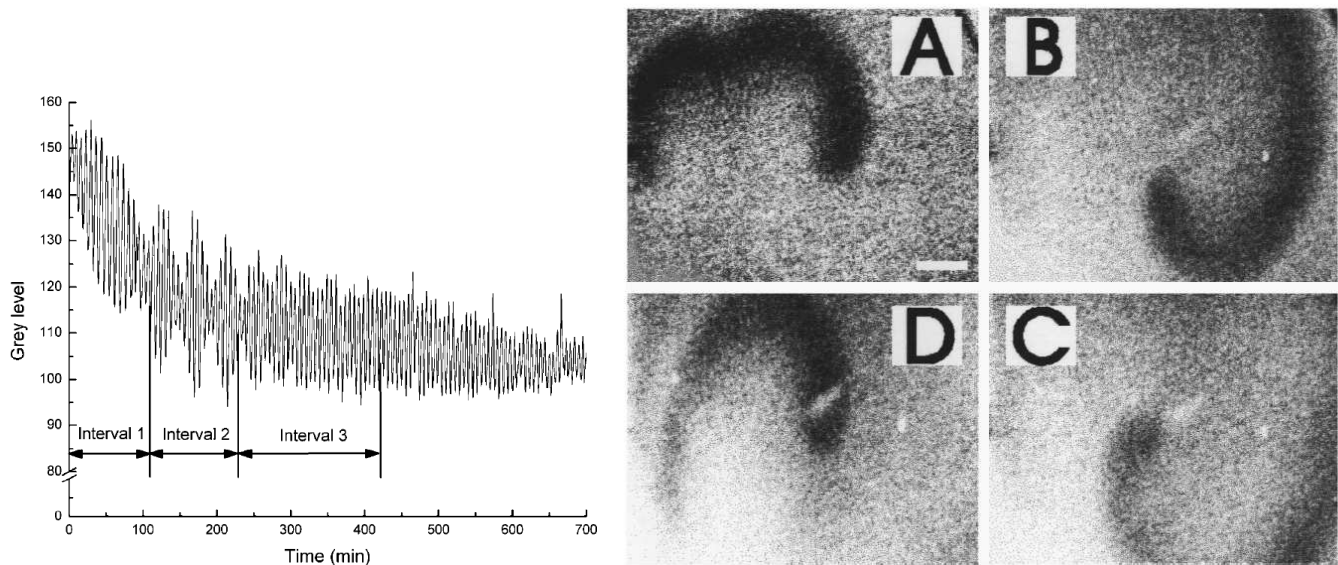 160
150
140
130
120
110
100
90
80
0
Grey level
Interval 1
Interval 2
Interval 3
0 100 200 300 400 500 600 700
Time (min)
A
B
D
C